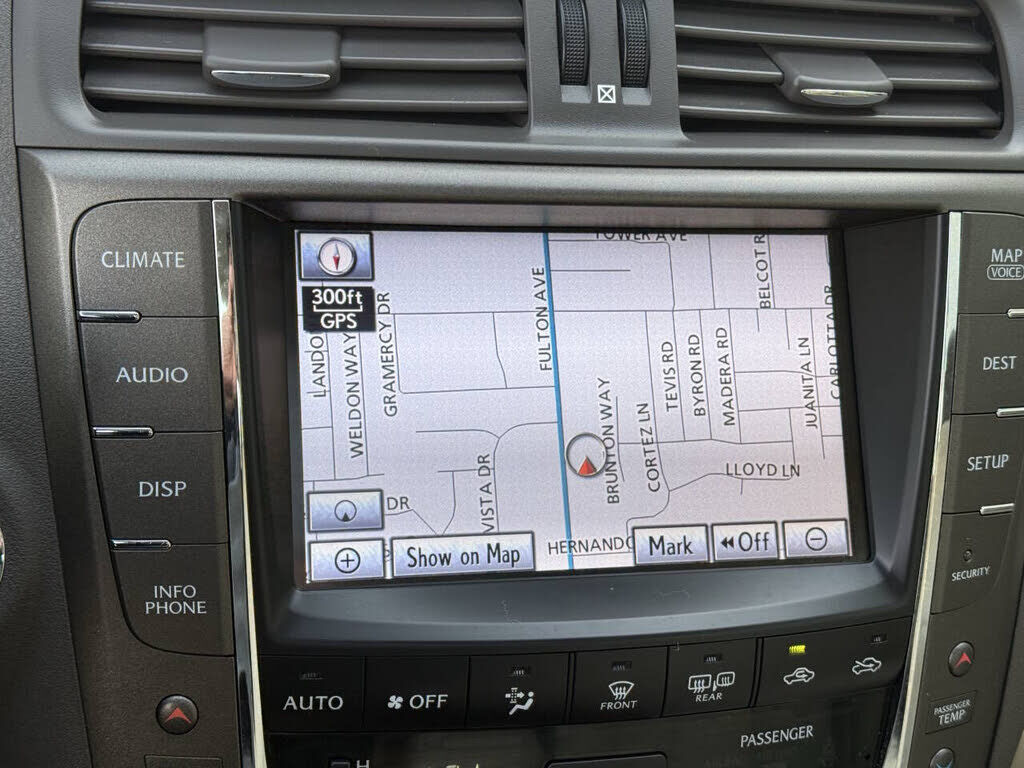 CLIMATE
AUDIO
DISP
INFO
PHONE
300ft
GPS
TOWER AVE
BELCOT R
FULTON AVE
LANDO
WELDON WAY
GRAMERCY DR
TEVIS RD
BYRON RD
MADERA RD
JUANITA LN
CARLOTTA DR
BRUNTON WAY
CORTEZ LN
LLOYD LN
VISTA DR
DR
HERNANDO
Show on Map
Mark
Off
MAP
VOICE
DEST
SETUP
SECURITY
AUTO
OFF
FRONT
REAR
PASSENGER
TEMP
PASSENGER